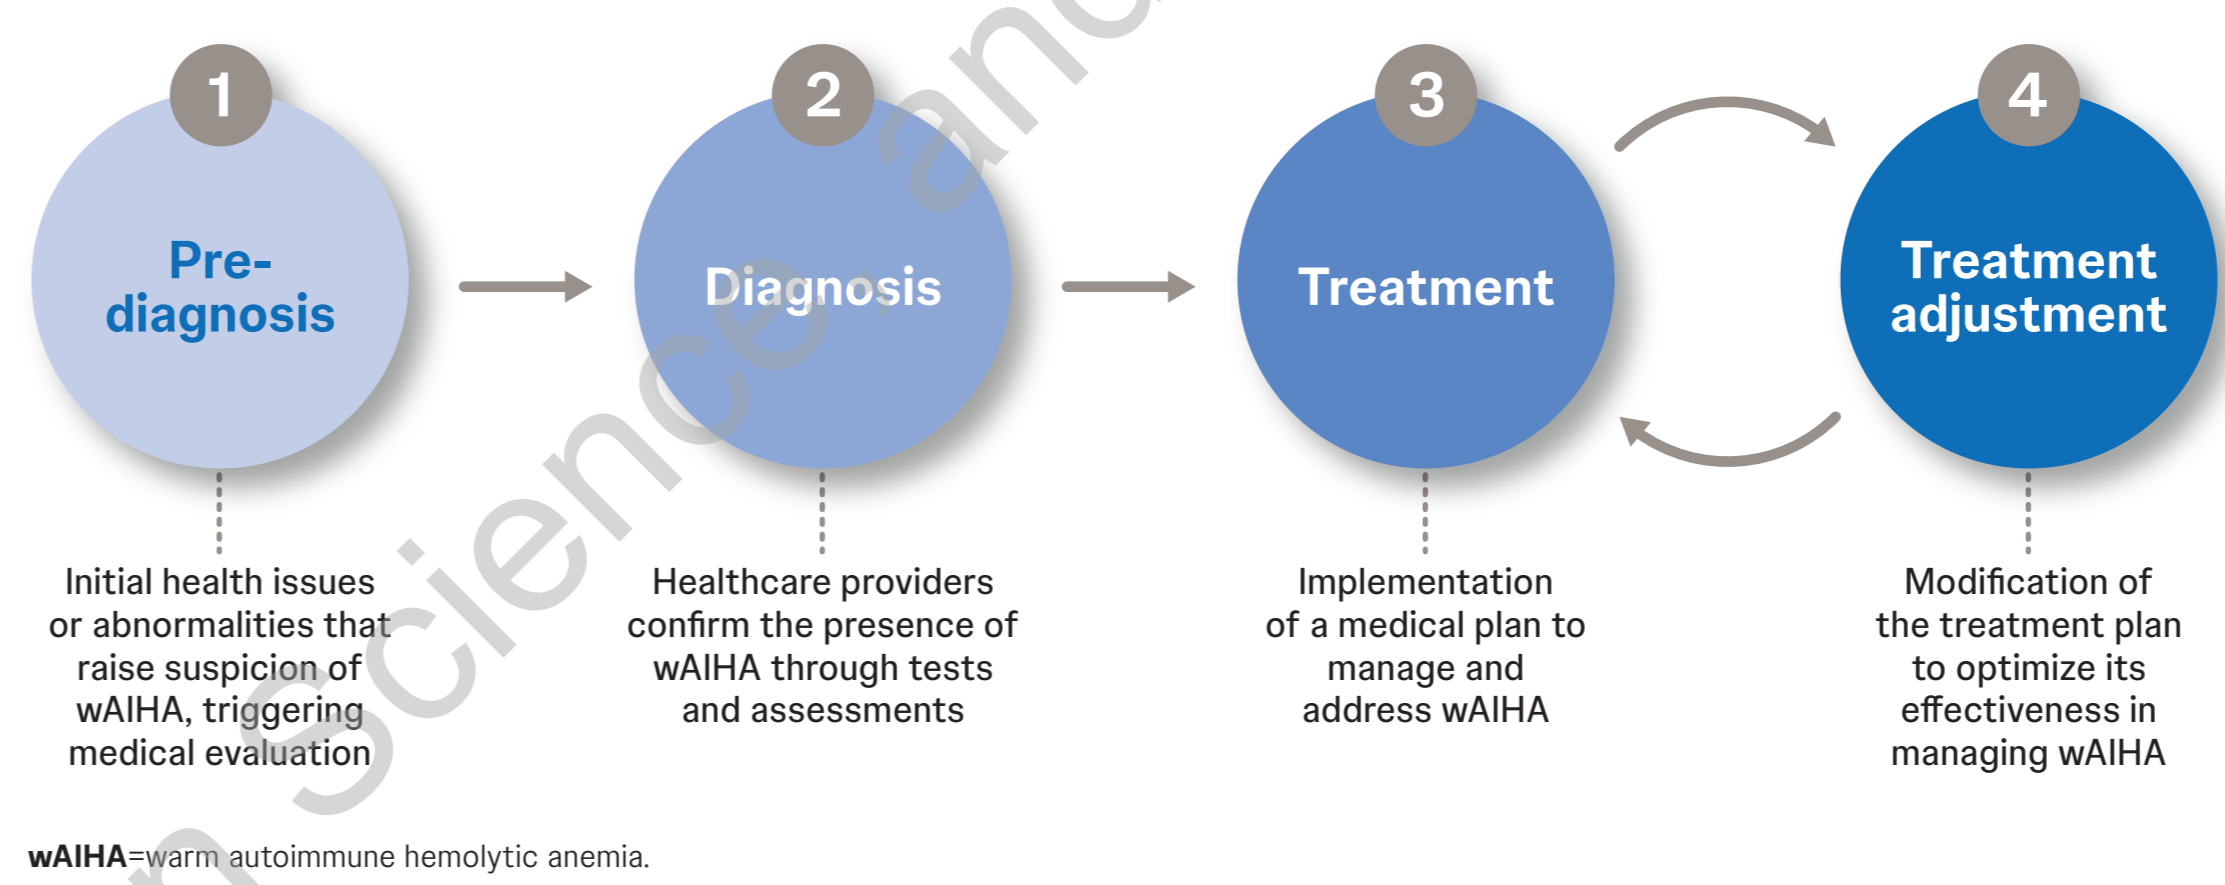 1
Pre-
diagnosis
Initial health issues
or abnormalities that
raise suspicion of
wAIHA, triggering
medical evaluation
2
Diagnosis
Healthcare providers
confirm the presence of
wAIHA through tests
and assessments
3
Treatment
Implementation
of a medical plan to
manage and
address wAIHA
4
Treatment
adjustment
Modification of
the treatment plan
to optimize its
effectiveness in
managing wAIHA
wAIHA=warm autoimmune hemolytic anemia.
n Science, and